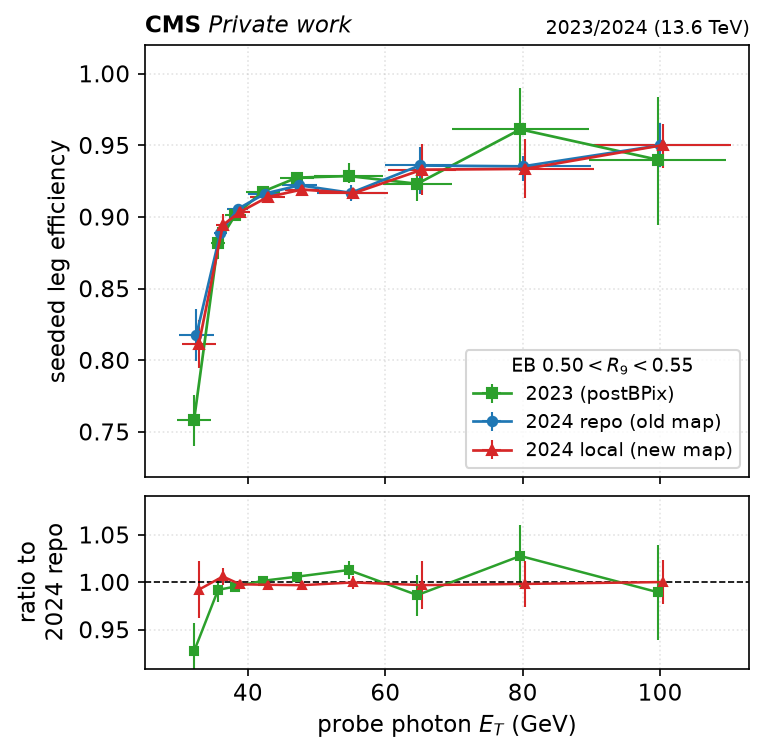 CMS Private work 2023/2024 (13.6 TeV)
1.00
0.95
0.90
0.85
0.80
0.75
seeded leg efficiency
EB 0.50 < R₉ < 0.55
2023 (postBPix)
2024 repo (old map)
2024 local (new map)
1.05
1.00
0.95
ratio to
2024 repo
40 60 80 100
probe photon E_T (GeV)